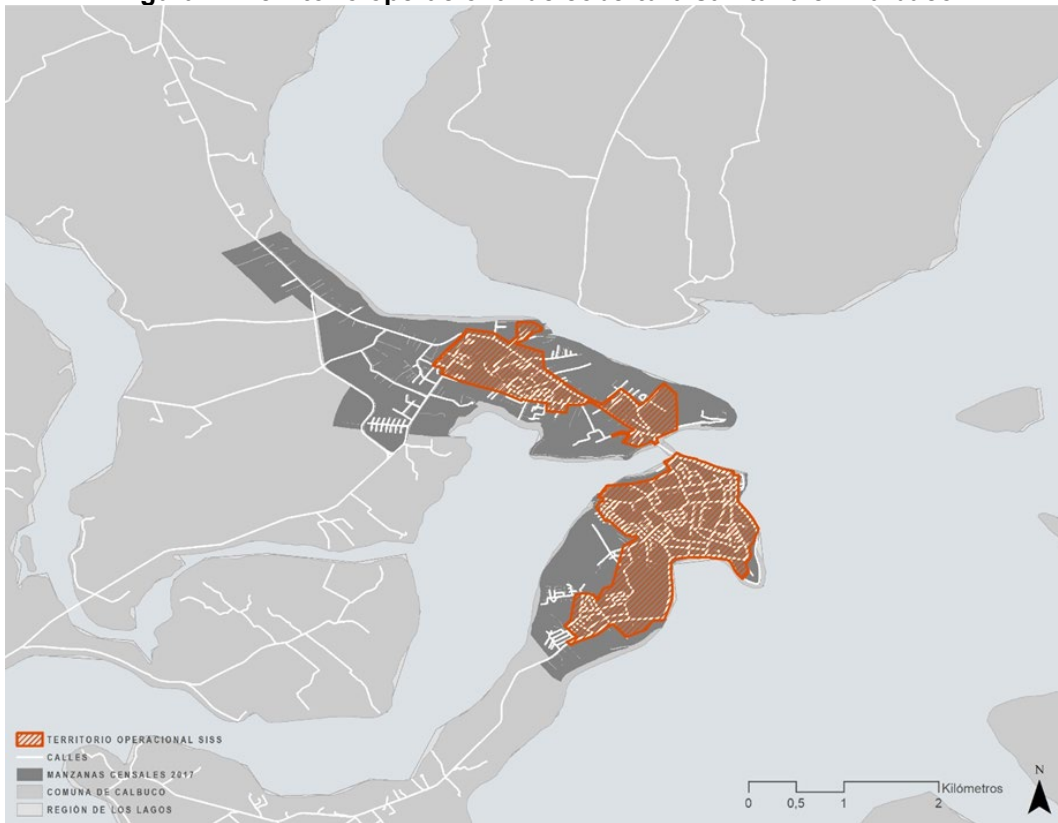 TERRITORIO OPERACIONAL SISS
CALLES
MANZANAS CENSALES 2017
COMUNA DE CALBUCO
REGIÓN DE LOS LAGOS
Kilómetros
0 0,5 1 2
N